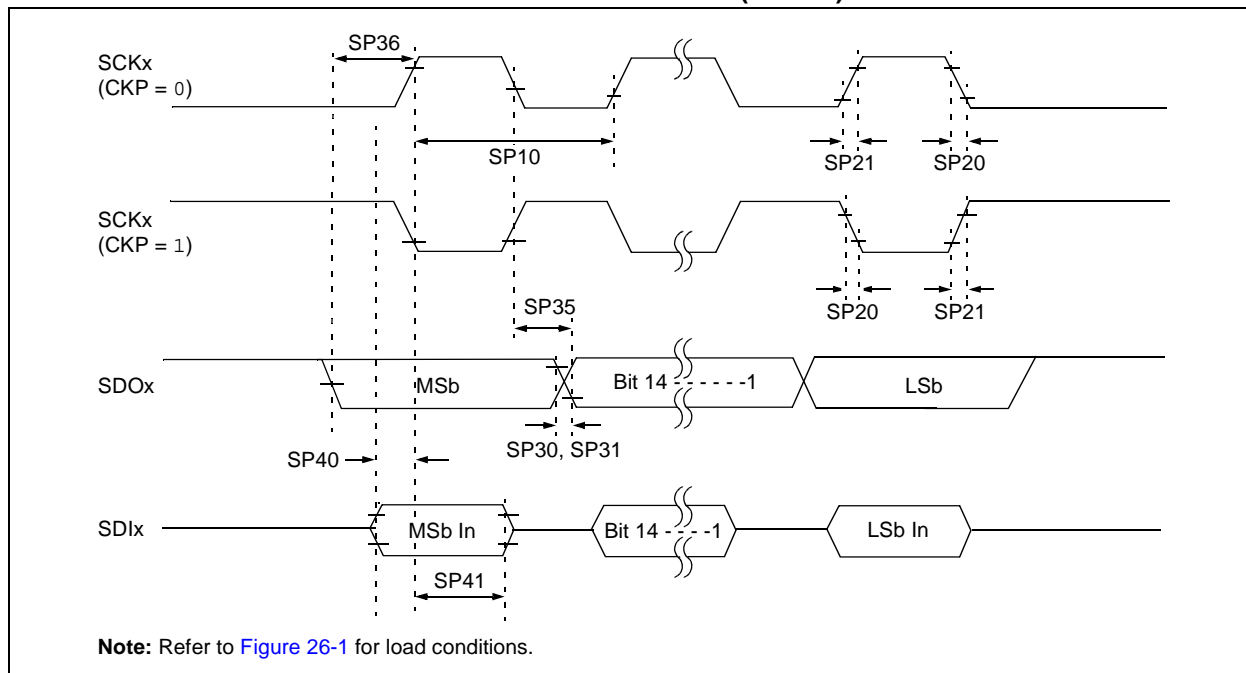 SP36
SCKx
(CKP = 0)
SP10
SP21
SP20
SCKx
(CKP = 1)
SP35
SP20
SP21
SDOx
MSb
Bit 14 - - - - - -1
LSb
SP30, SP31
SP40
SDIx
MSb In
Bit 14 - - - -1
LSb In
SP41
Note: Refer to Figure 26-1 for load conditions.